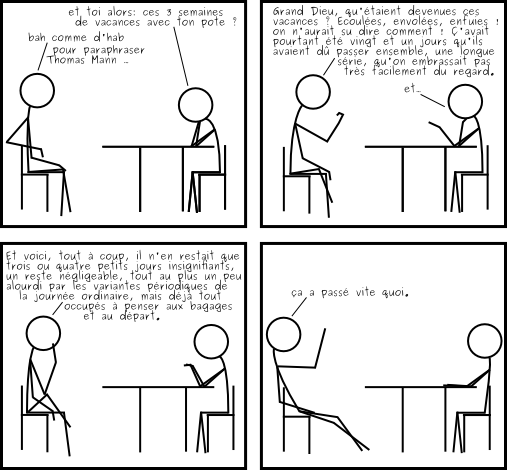 et toi alors: ces 3 semaines
de vacances avec ton pote ?
bah comme d'hab
pour paraphraser
Thomas Mann ...
Grand Dieu, qu'étaient devenues ces
vacances ? Ecoulées, envolées, enfuies !
on n'aurait su dire comment ! C'avait
pourtant été vingt et un jours qu'ils
avaient dû passer ensemble, une longue
série, qu'on embrassait pas
très facilement du regard.
et...
Et voici, tout à coup, il n'en restait que
trois ou quatre petits jours insignifiants,
un reste négligeable, tout au plus un peu
alourdi par les variantes périodiques de
la journée ordinaire, mais déjà tout
occupés à penser aux bagages
et au départ.
ça a passé vite quoi.